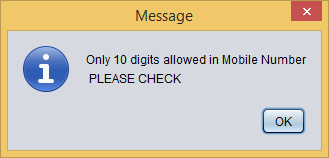 Message
Only 10 digits allowed in Mobile Number
PLEASE CHECK
OK